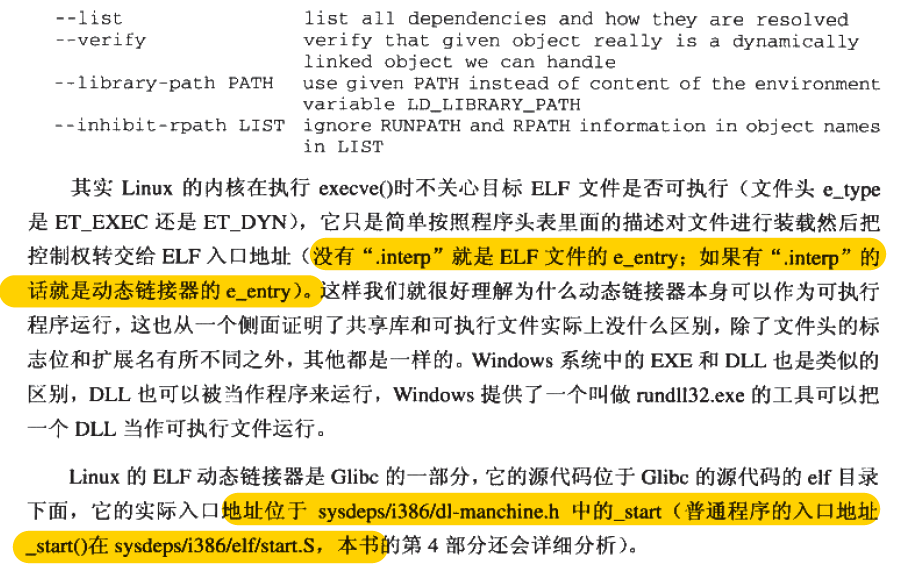 --list list all dependencies and how they are resolved
--verify verify that given object really is a dynamically
linked object we can handle
--library-path PATH use given PATH instead of content of the environment
variable LD_LIBRARY_PATH
--inhibit-rpath LIST ignore RUNPATH and RPATH information in object names
in LIST
其实 Linux 的内核在执行 execve()时不关心目标 ELF 文件是否可执行（文件头 e_type
是 ET_EXEC 还是 ET_DYN），它只是简单按照程序头表里面的描述对文件进行装载然后把
控制权转交给 ELF 入口地址（没有“.interp”就是 ELF 文件的 e_entry；如果有“.interp”的
话就是动态链接器的 e_entry）。这样我们就很好理解为什么动态链接器本身可以作为可执行
程序运行，这也从一个侧面证明了共享库和可执行文件实际上没什么区别，除了文件头的标
志位和扩展名有所不同之外，其他都是一样的。Windows 系统中的 EXE 和 DLL 也是类似的
区别，DLL 也可以被当作程序来运行，Windows 提供了一个叫做 rundll32.exe 的工具可以把
一个 DLL 当作可执行文件运行。
Linux 的 ELF 动态链接器是 Glibc 的一部分，它的源代码位于 Glibc 的源代码的 elf 目录
下面，它的实际入口地址位于 sysdeps/i386/dl-manchine.h 中的_start（普通程序的入口地址
_start()在 sysdeps/i386/elf/start.S，本书的第 4 部分还会详细分析）。